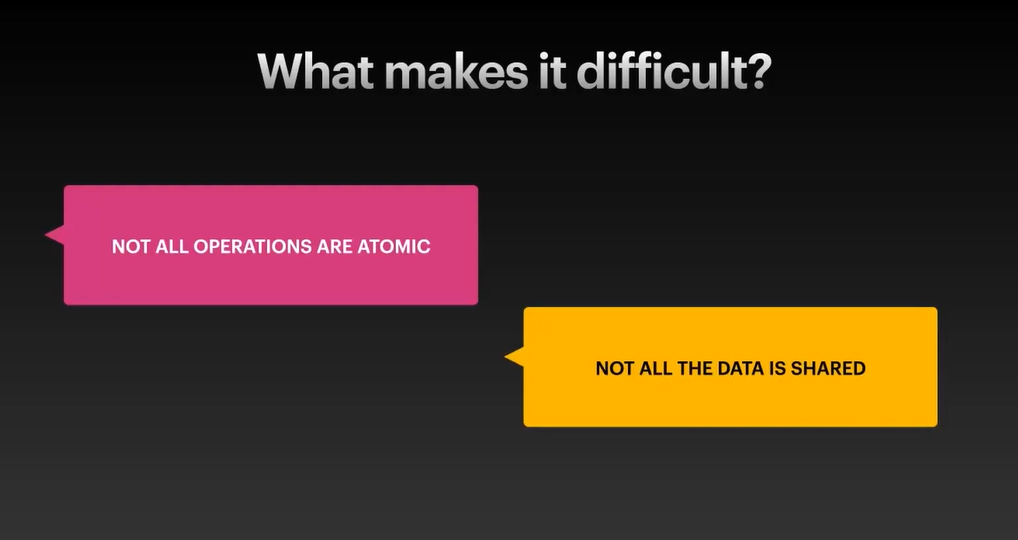 What makes it difficult?
NOT ALL OPERATIONS ARE ATOMIC
NOT ALL THE DATA IS SHARED